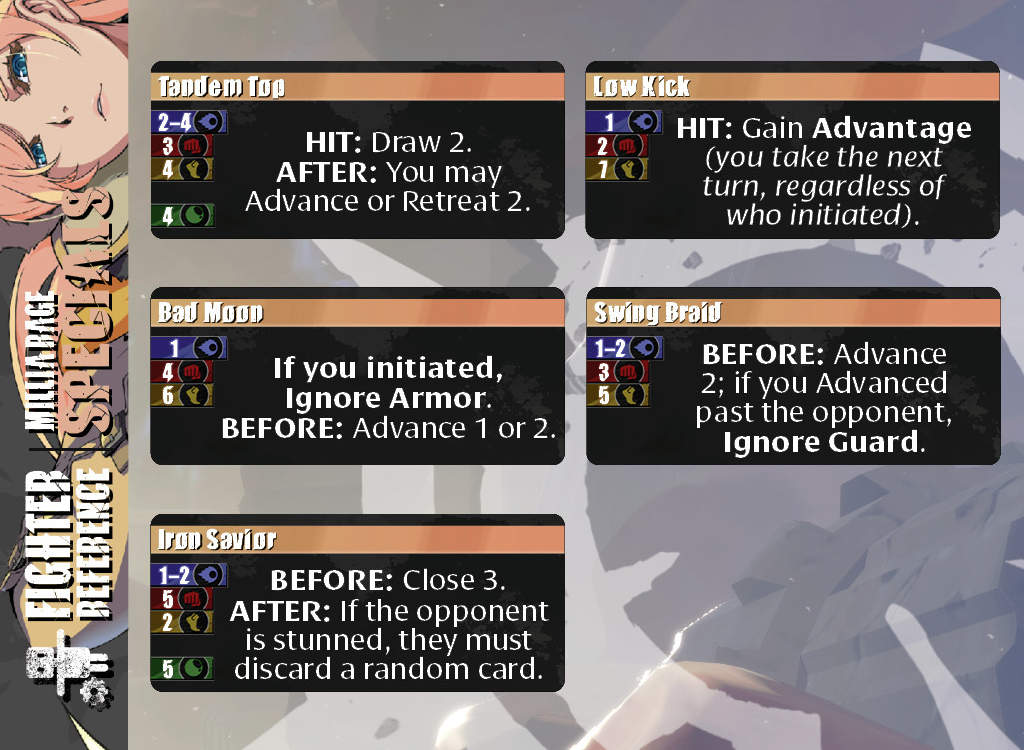 MILLIA RAGE
SPECIALS
FIGHTER
REFERENCE
Tandem Top
2–4
3
4
4
HIT: Draw 2.
AFTER: You may
Advance or Retreat 2.
Low Kick
1
2
7
HIT: Gain Advantage
(you take the next
turn, regardless of
who initiated).
Bad Moon
1
4
6
If you initiated,
Ignore Armor.
BEFORE: Advance 1 or 2.
Swing Braid
1–2
3
5
BEFORE: Advance
2; if you Advanced
past the opponent,
Ignore Guard.
Iron Savior
1–2
5
2
5
BEFORE: Close 3.
AFTER: If the opponent
is stunned, they must
discard a random card.